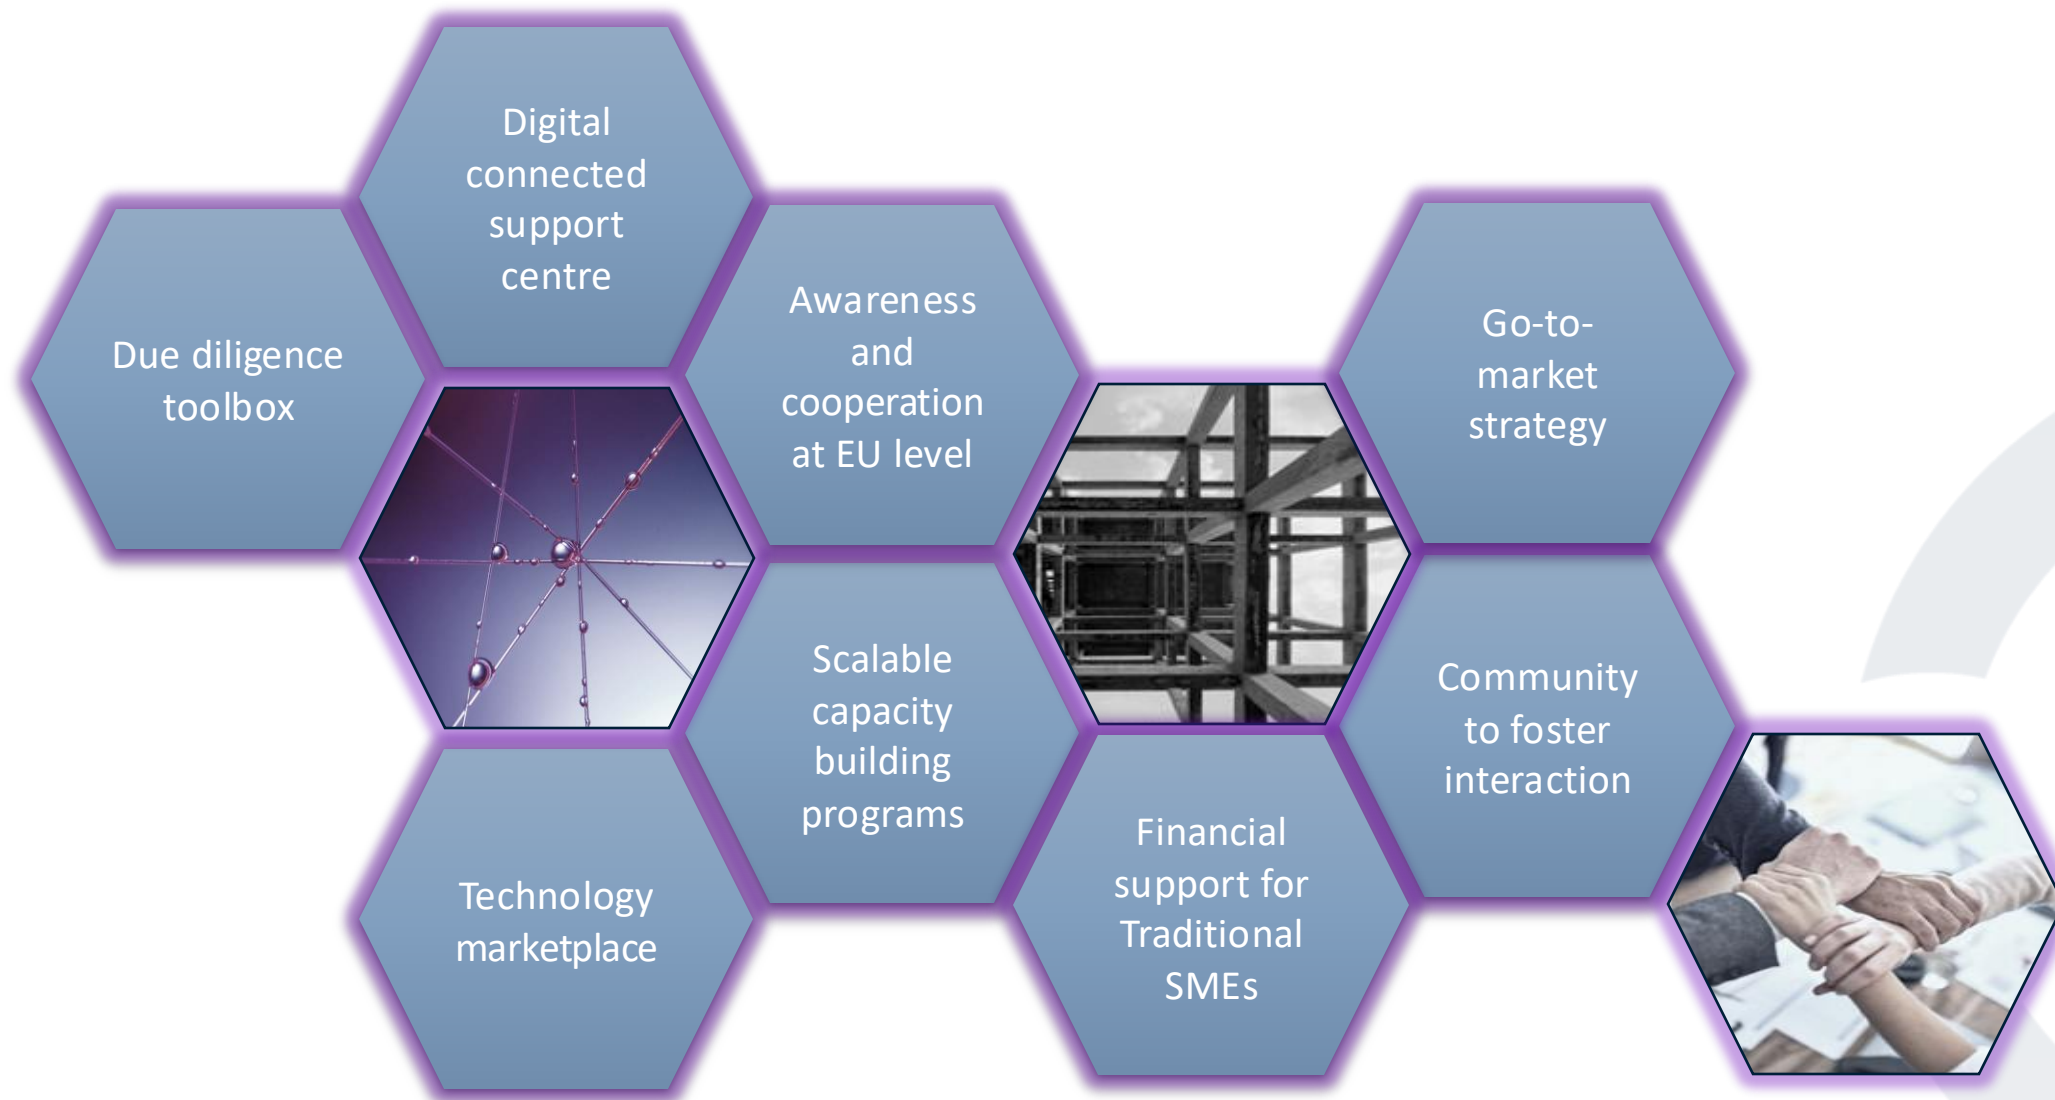 Digital
connected
support
centre
Due diligence
toolbox
Awareness
and
cooperation
at EU level
Go-to-
market
strategy
Scalable
capacity
building
programs
Community
to foster
interaction
Technology
marketplace
Financial
support for
Traditional
SMEs